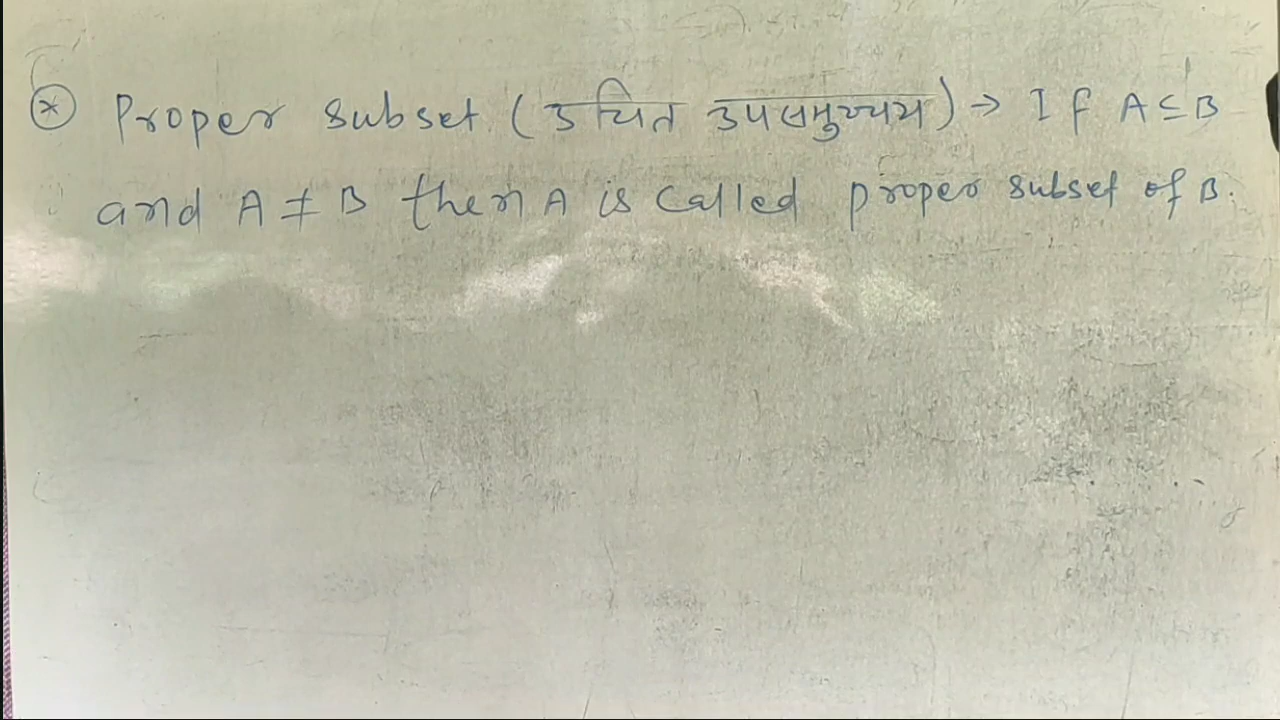 ⊛ Proper subset (उचित उपसमुच्चय) → If A ⊆ B
and A ≠ B then A is called proper subset of B.